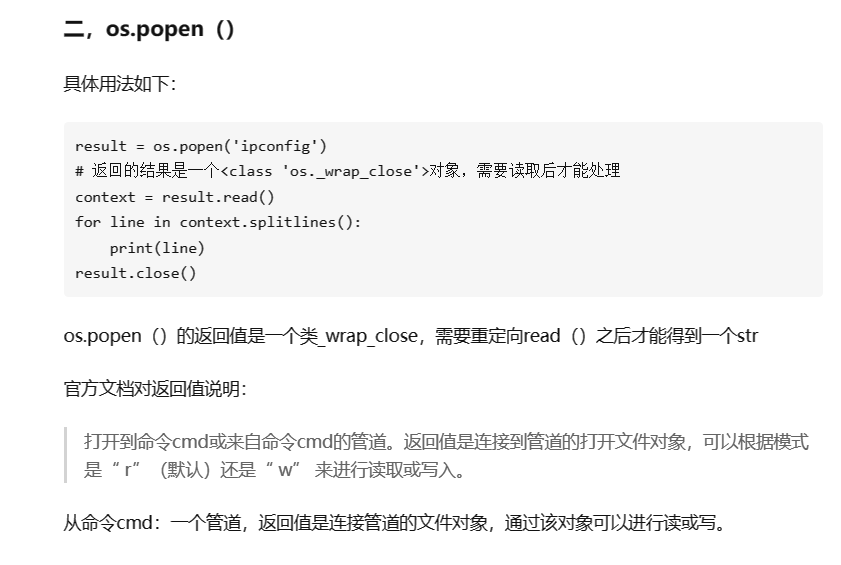 二，os.popen（）
具体用法如下：
result = os.popen('ipconfig')
# 返回的结果是一个<class 'os._wrap_close'>对象，需要读取后才能处理
context = result.read()
for line in context.splitlines():
    print(line)
result.close()
os.popen（）的返回值是一个类_wrap_close，需要重定向read（）之后才能得到一个str
官方文档对返回值说明：
打开到命令cmd或来自命令cmd的管道。返回值是连接到管道的打开文件对象，可以根据模式
是“ r”（默认）还是“ w” 来进行读取或写入。
从命令cmd：一个管道，返回值是连接管道的文件对象，通过该对象可以进行读或写。